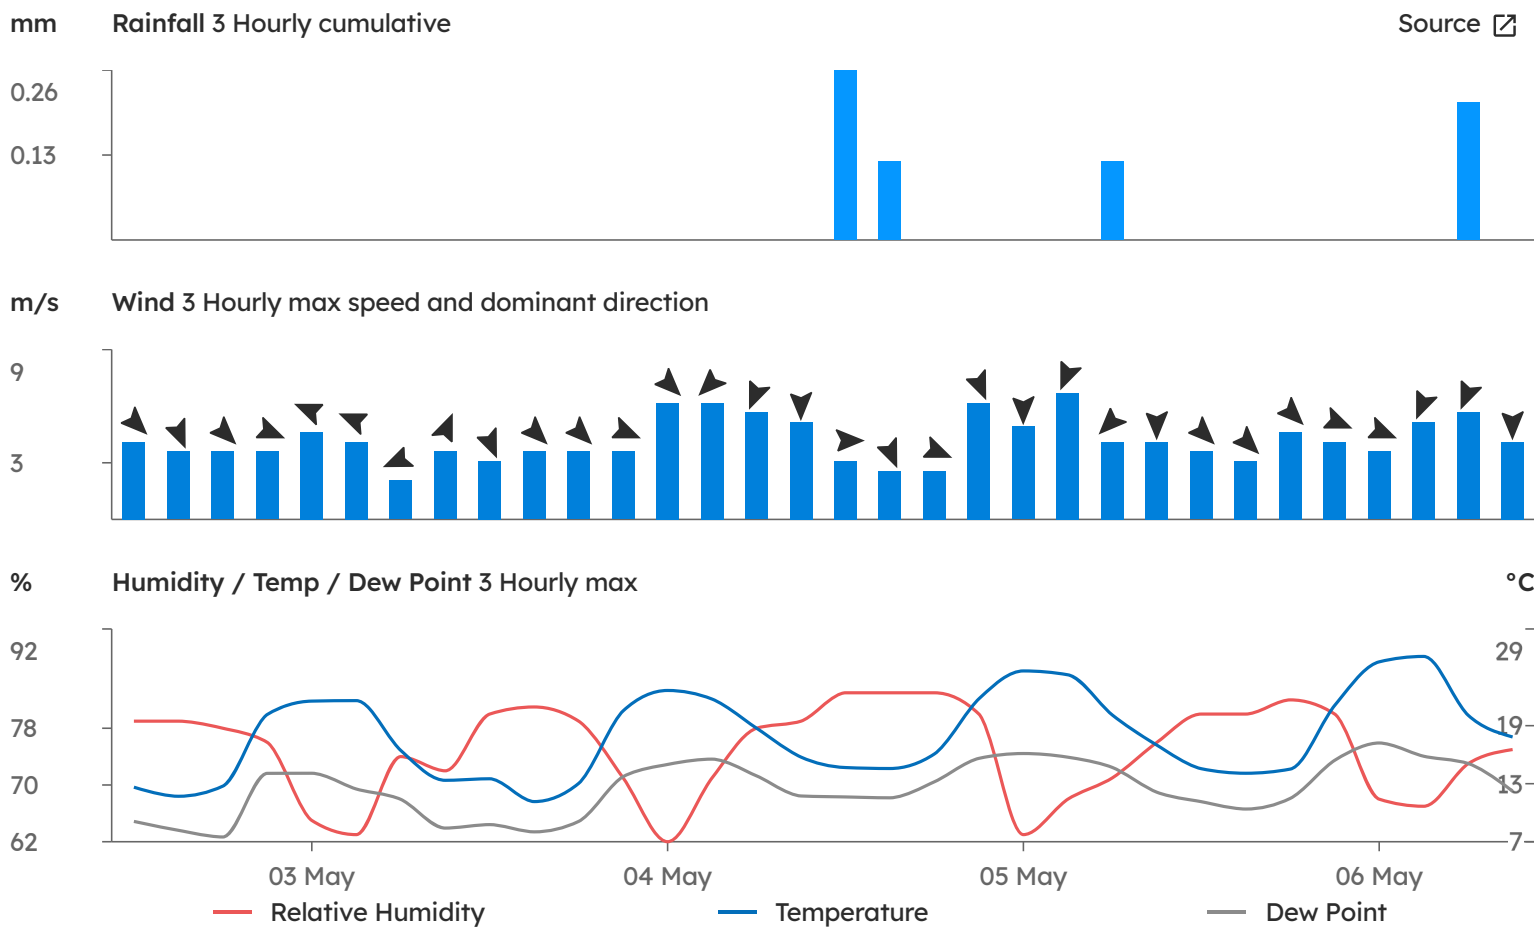 mm Rainfall 3 Hourly cumulative Source
0.26
0.13
m/s Wind 3 Hourly max speed and dominant direction
9
3
% Humidity / Temp / Dew Point 3 Hourly max °C
92 29
78 19
70 13
62 7
03 May 04 May 05 May 06 May
Relative Humidity Temperature Dew Point